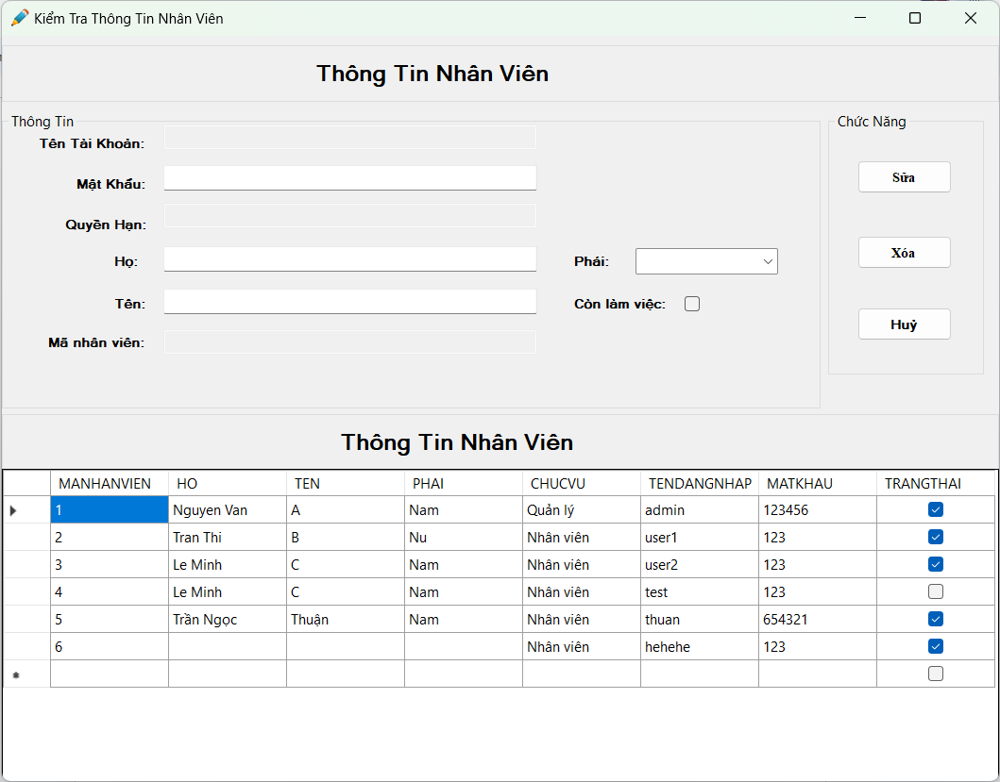 Kiểm Tra Thông Tin Nhân Viên
Thông Tin Nhân Viên
Thông Tin
Tên Tài Khoản:
Mật Khẩu:
Quyền Hạn:
Họ:
Phái:
Tên:
Còn làm việc:
Mã nhân viên:
Chức Năng
Sửa
Xóa
Huỷ
Thông Tin Nhân Viên
MANHANVIEN HO TEN PHAI CHUCVU TENDANGNHAP MATKHAU TRANGTHAI
1 Nguyen Van A Nam Quản lý admin 123456
2 Tran Thi B Nu Nhân viên user1 123
3 Le Minh C Nam Nhân viên user2 123
4 Le Minh C Nam Nhân viên test 123
5 Trần Ngọc Thuận Nam Nhân viên thuan 654321
6 Nhân viên hehehe 123